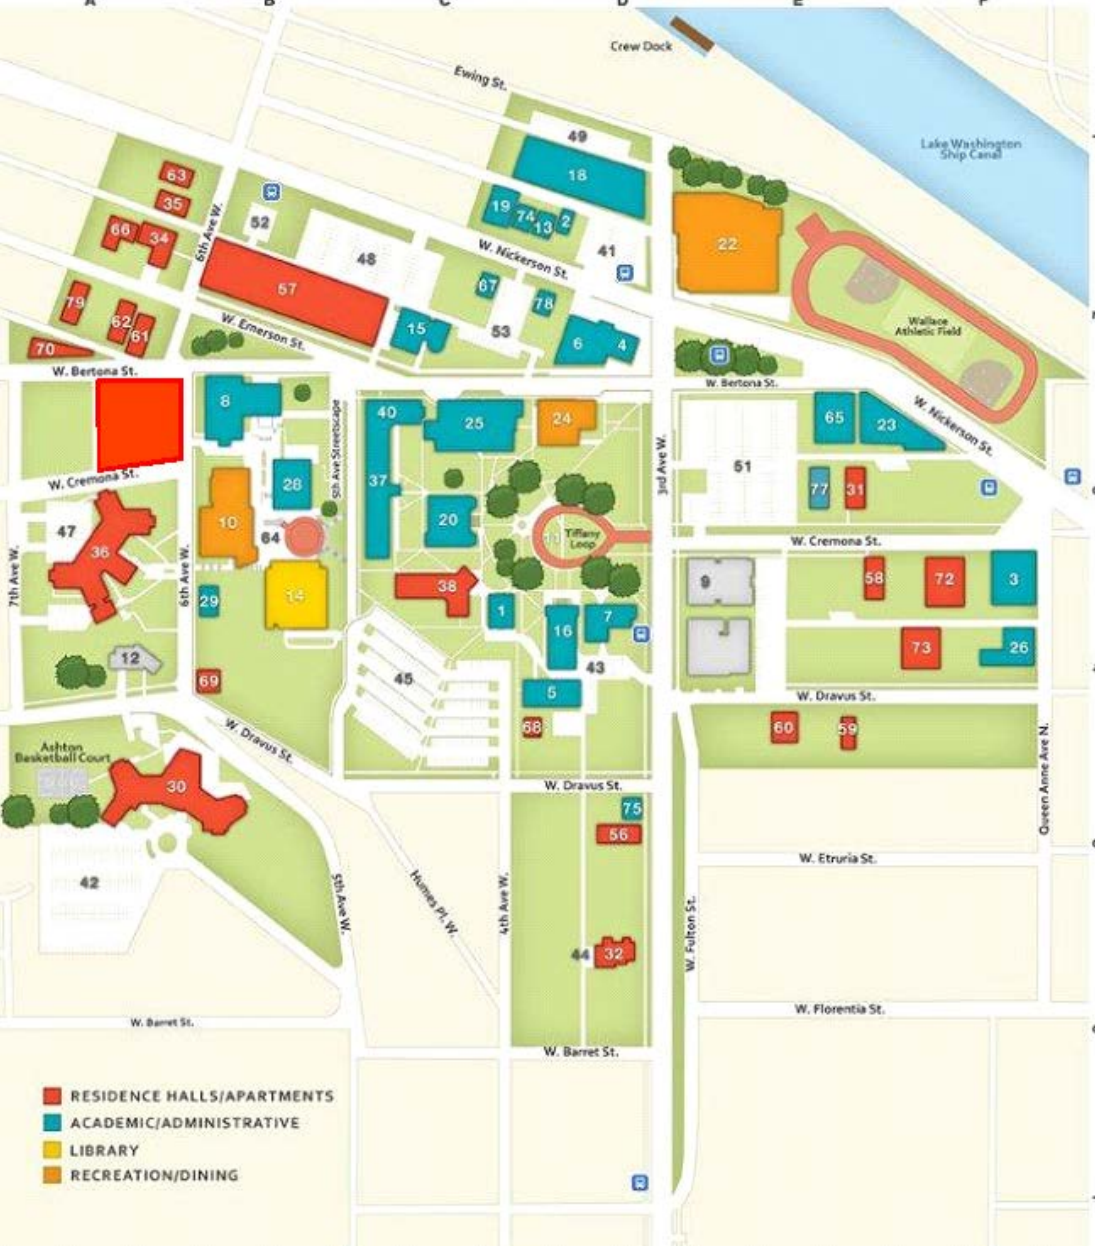 A B C D E F
Crew Dock
Ewing St.
Lake Washington
Ship Canal
49
18
63
35
66
34
6th Ave W.
52
48
19
74
13
2
41
W. Nickerson St.
22
57
67
78
53
79
62
61
70
W. Emerson St.
15
6
4
Wallace
Athletic Field
W. Bertona St.
W. Bertona St.
W. Nickerson St.
8
5th Ave Streetscape
40
25
24
65
23
3rd Ave W.
51
W. Cremona St.
28
37
77
31
47
10
20
64
11
Tiffany
Loop
W. Cremona St.
36
7th Ave W.
6th Ave W.
14
38
9
58
72
3
29
1
16
7
12
43
73
26
69
45
5
W. Dravus St.
68
60
59
W. Dravus St.
Ashton
Basketball Court
30
W. Dravus St.
Queen Anne Ave N.
75
56
W. Etruria St.
42
5th Ave W.
Humes Pl. W.
4th Ave W.
W. Fulton St.
44
32
W. Florentia St.
W. Barret St.
W. Barret St.
RESIDENCE HALLS/APARTMENTS
ACADEMIC/ADMINISTRATIVE
LIBRARY
RECREATION/DINING